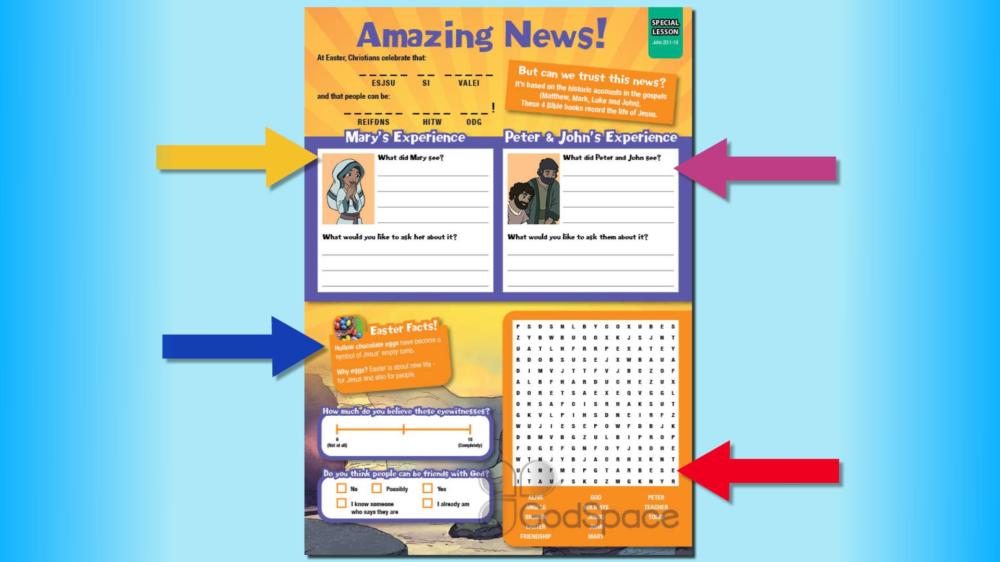 Amazing News!
SPECIAL
LESSON
John 20:1-18
At Easter, Christians celebrate that:
_ _ _ _ _ _ _ _ _ _ _ _
ESJSU SI VALEI
and that people can be:
_ _ _ _ _ _ _ _ _ _ _ _ _ _!
REIFDNS HITW ODG
But can we trust this news?
It's based on the historic accounts in the gospels
(Matthew, Mark, Luke and John).
These 4 Bible books record the life of Jesus.
Mary's Experience
What did Mary see?
What would you like to ask her about it?
Peter & John's Experience
What did Peter and John see?
What would you like to ask them about it?
Easter Facts!
Hollow chocolate eggs have become a
symbol of Jesus' empty tomb.
Why eggs? Easter is about new life -
for Jesus and also for people.
How much do you believe these eyewitnesses?
0 10
(Not at all) (Completely)
Do you think people can be friends with God?
No Possibly Yes
I know someone I already am
who says they are
P S D S N L B Y C O X U B E S
Z Y B W B U Q O X K J S J N T
U A T L H F R R P E X A T E Y
R D O B S U S E J X W B A U A
D I M V J T T F V J B C Z O F
A L B F H A R D U C H E Z U X
D O R E T S A E X E Q V G G L
O H S A F C I S R H A K S U T
G K V L P I H S D N E I R F Z
W U J I E S E P O W F D B J K
D B M V B G Z U L B I P R O P
F D G E F G N F O Y J R O H E
W T N J Y B J A C R H X K N T
U L N F M E P G T A R B E S E
I T A U F S K C Z M G K N Y R
ALIVE GOD PETER
ANGELS HOLIDAYS TEACHER
BROKEN JESUS TOMB
EASTER JOHN
FRIENDSHIP MARY
GodSpace